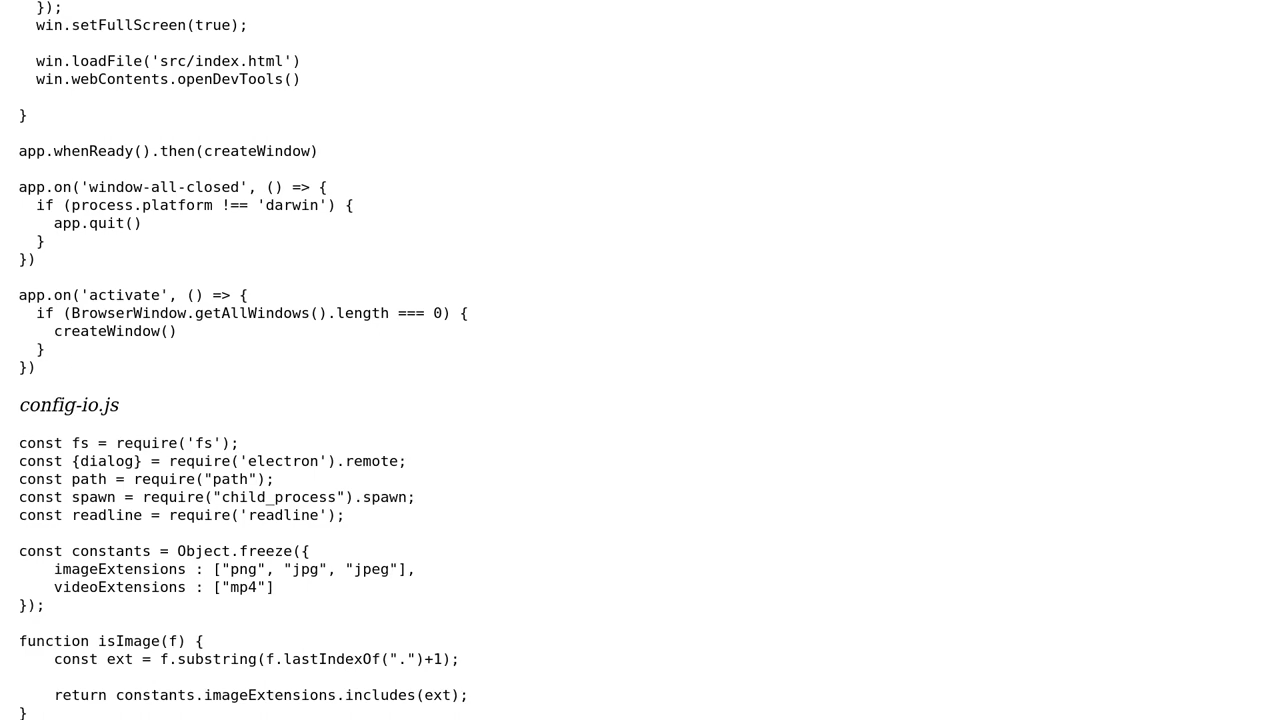 });
  win.setFullScreen(true);

  win.loadFile('src/index.html')
  win.webContents.openDevTools()

}

app.whenReady().then(createWindow)

app.on('window-all-closed', () => {
  if (process.platform !== 'darwin') {
    app.quit()
  }
})

app.on('activate', () => {
  if (BrowserWindow.getAllWindows().length === 0) {
    createWindow()
  }
})

config-io.js

const fs = require('fs');
const {dialog} = require('electron').remote;
const path = require("path");
const spawn = require("child_process").spawn;
const readline = require('readline');

const constants = Object.freeze({
    imageExtensions : ["png", "jpg", "jpeg"],
    videoExtensions : ["mp4"]
});

function isImage(f) {
    const ext = f.substring(f.lastIndexOf(".")+1);

    return constants.imageExtensions.includes(ext);
}